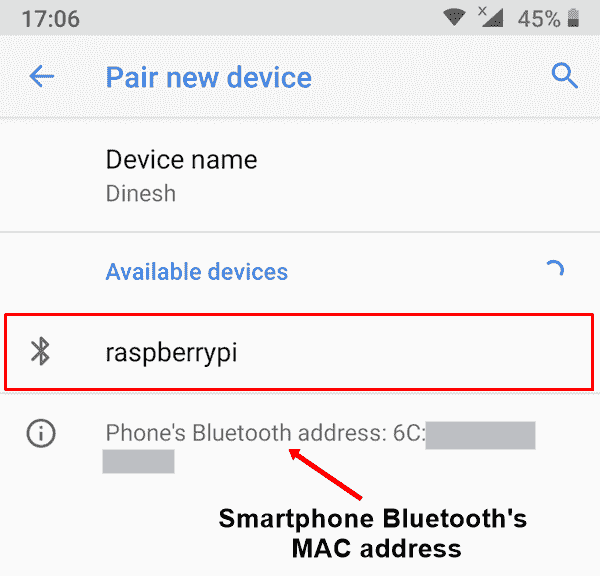 17:06 x 45%
Pair new device
Device name
Dinesh
Available devices
raspberrypi
Phone's Bluetooth address: 6C:
Smartphone Bluetooth's
MAC address